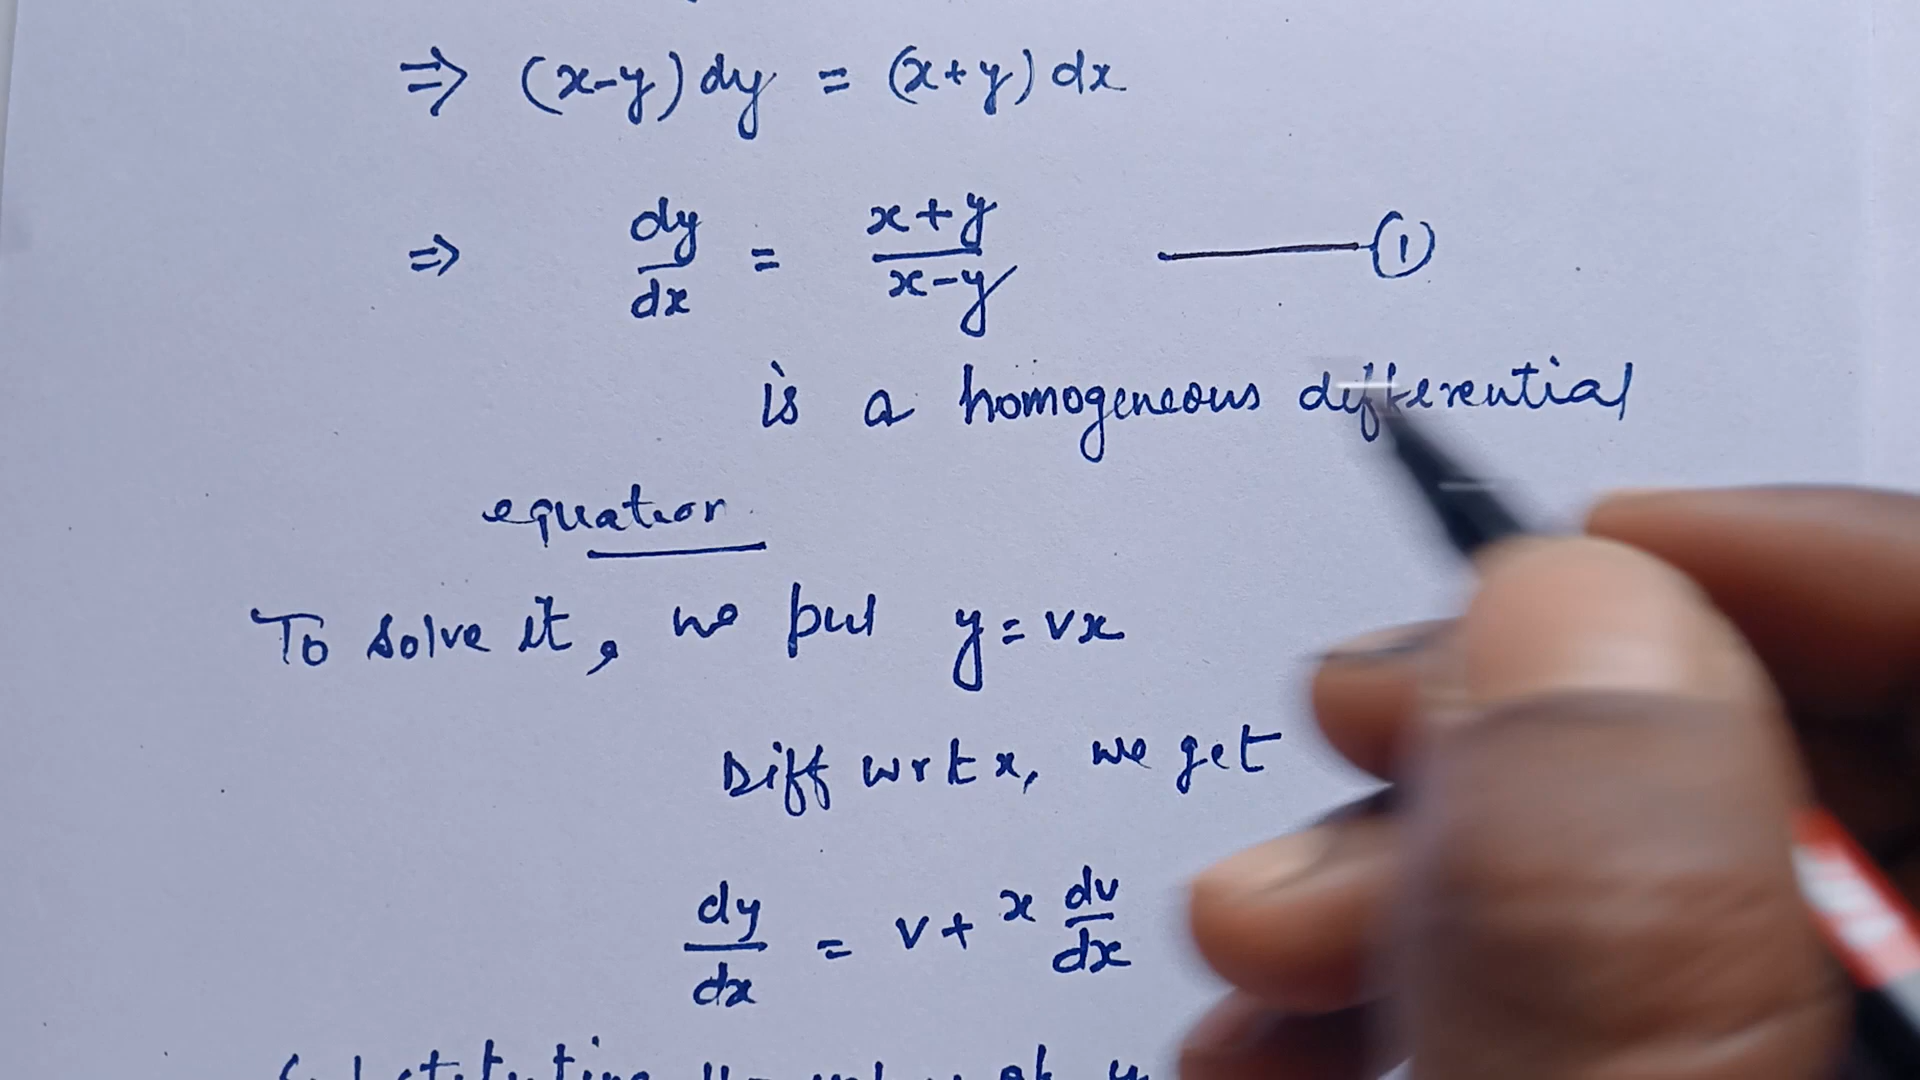 ⇒ (x-y) dy = (x+y) dx
⇒ dy/dx = x+y/x-y ——— ①
is a homogeneous differential
equation
To solve it, we put y = vx
Diff wrt x, we get
dy/dx = v + x dv/dx
Substituting